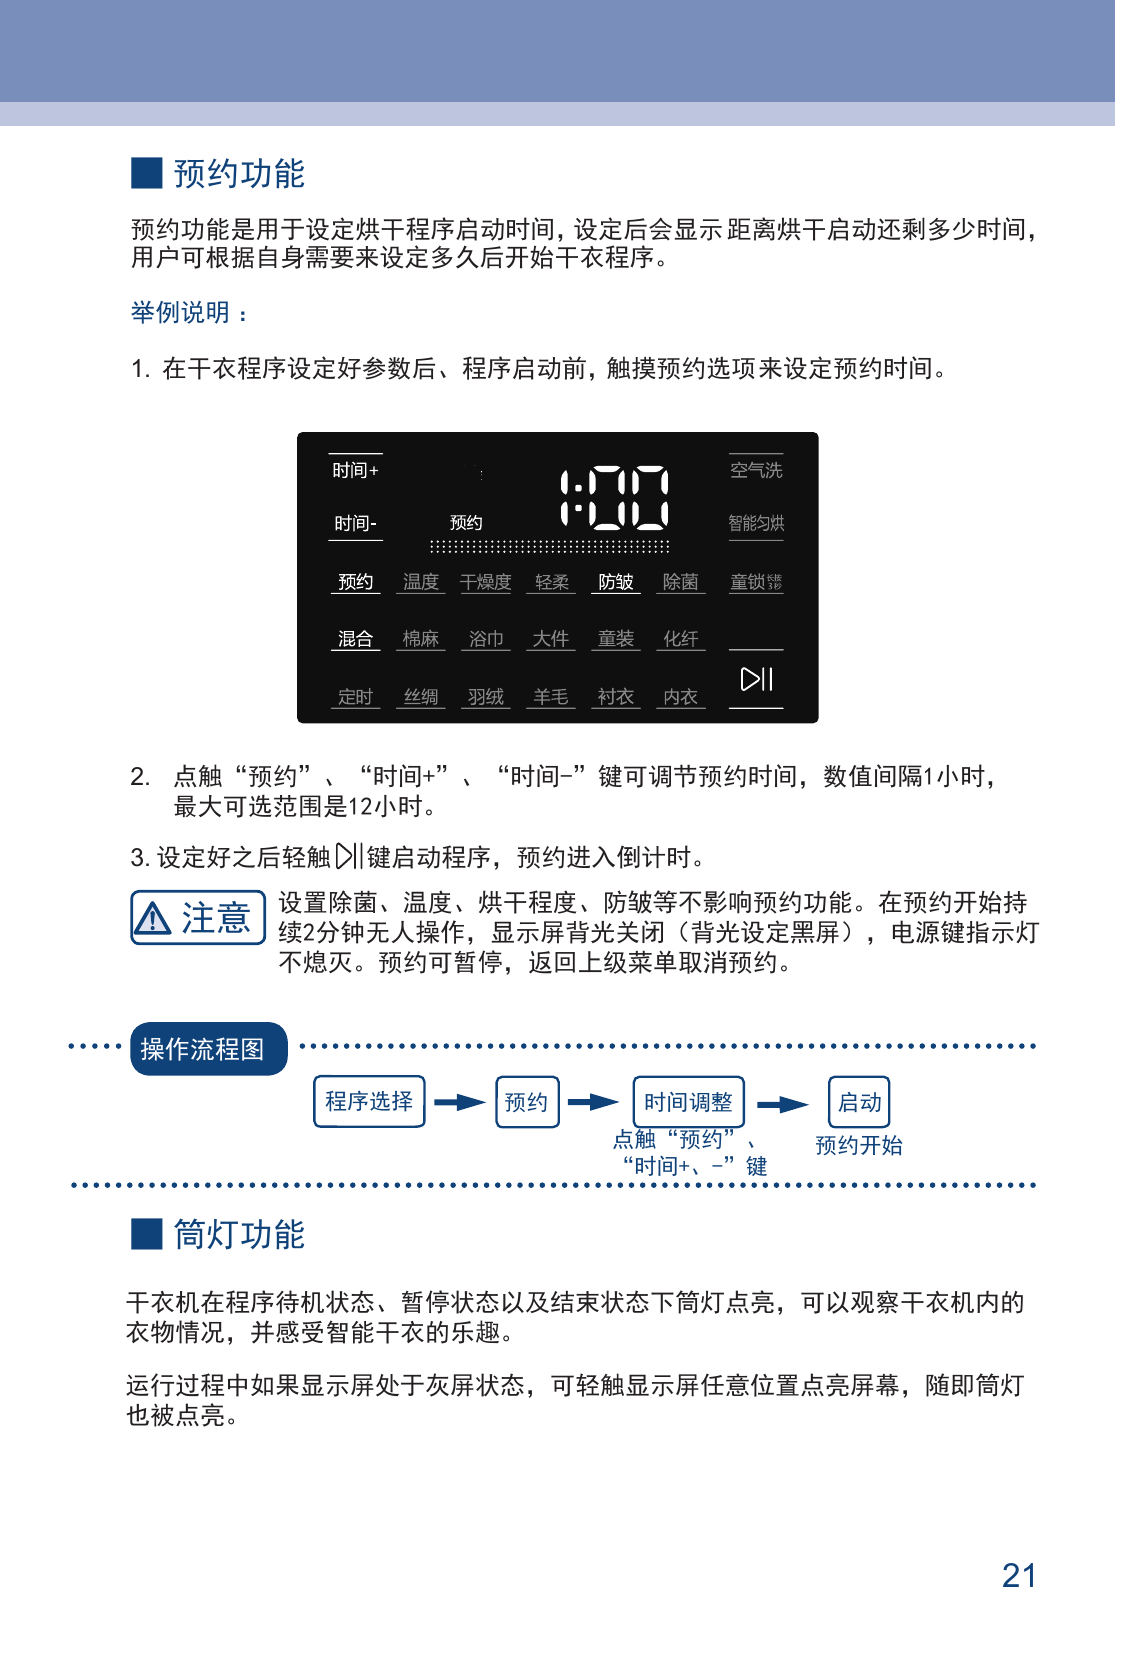 预约功能
预约功能是用于设定烘干程序启动时间，设定后会显示距离烘干启动还剩多少时间，
用户可根据自身需要来设定多久后开始干衣程序。
举例说明：
1. 在干衣程序设定好参数后、程序启动前，触摸预约选项来设定预约时间。
时间+ 1:00 空气洗
时间- 预约 智能匀烘
预约 温度 干燥度 轻柔 防皱 除菌 童锁长按3秒
混合 棉麻 浴巾 大件 童装 化纤
定时 丝绸 羽绒 羊毛 衬衣 内衣
2. 点触“预约”、“时间+”、“时间-”键可调节预约时间，数值间隔1小时，
最大可选范围是12小时。
3. 设定好之后轻触键启动程序，预约进入倒计时。
注意
设置除菌、温度、烘干程度、防皱等不影响预约功能。在预约开始持
续2分钟无人操作，显示屏背光关闭（背光设定黑屏），电源键指示灯
不熄灭。预约可暂停，返回上级菜单取消预约。
操作流程图
程序选择 预约 时间调整 启动
点触“预约”、
“时间+、-”键
预约开始
筒灯功能
干衣机在程序待机状态、暂停状态以及结束状态下筒灯点亮，可以观察干衣机内的
衣物情况，并感受智能干衣的乐趣。
运行过程中如果显示屏处于灰屏状态，可轻触显示屏任意位置点亮屏幕，随即筒灯
也被点亮。
21